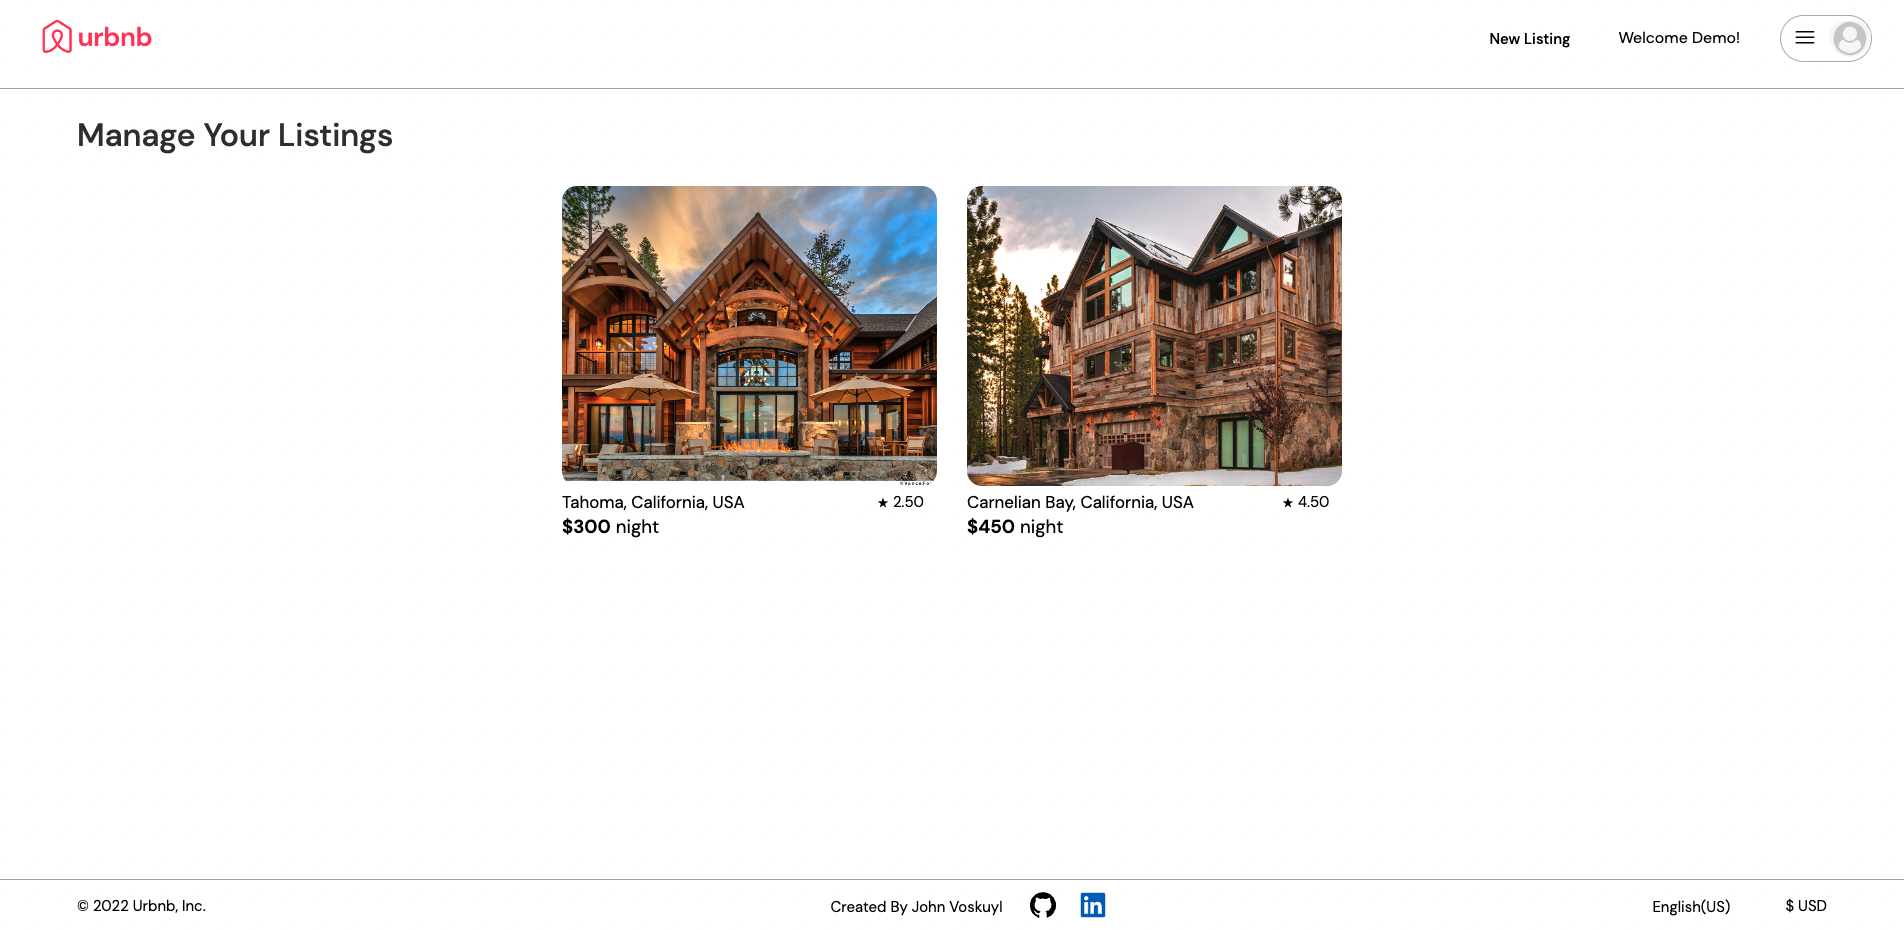 urbnb
New Listing
Welcome Demo!
Manage Your Listings
Tahoma, California, USA
★ 2.50
$300 night
Carnelian Bay, California, USA
★ 4.50
$450 night
© 2022 Urbnb, Inc.
Created By John Voskuyl
in
English(US)
$ USD